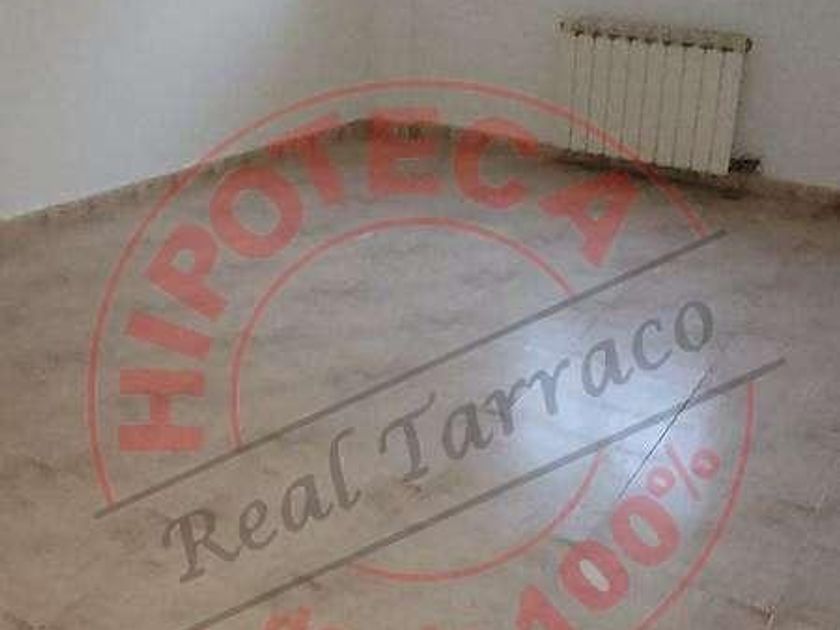 HIPOTECA
Real Tarraco
100%